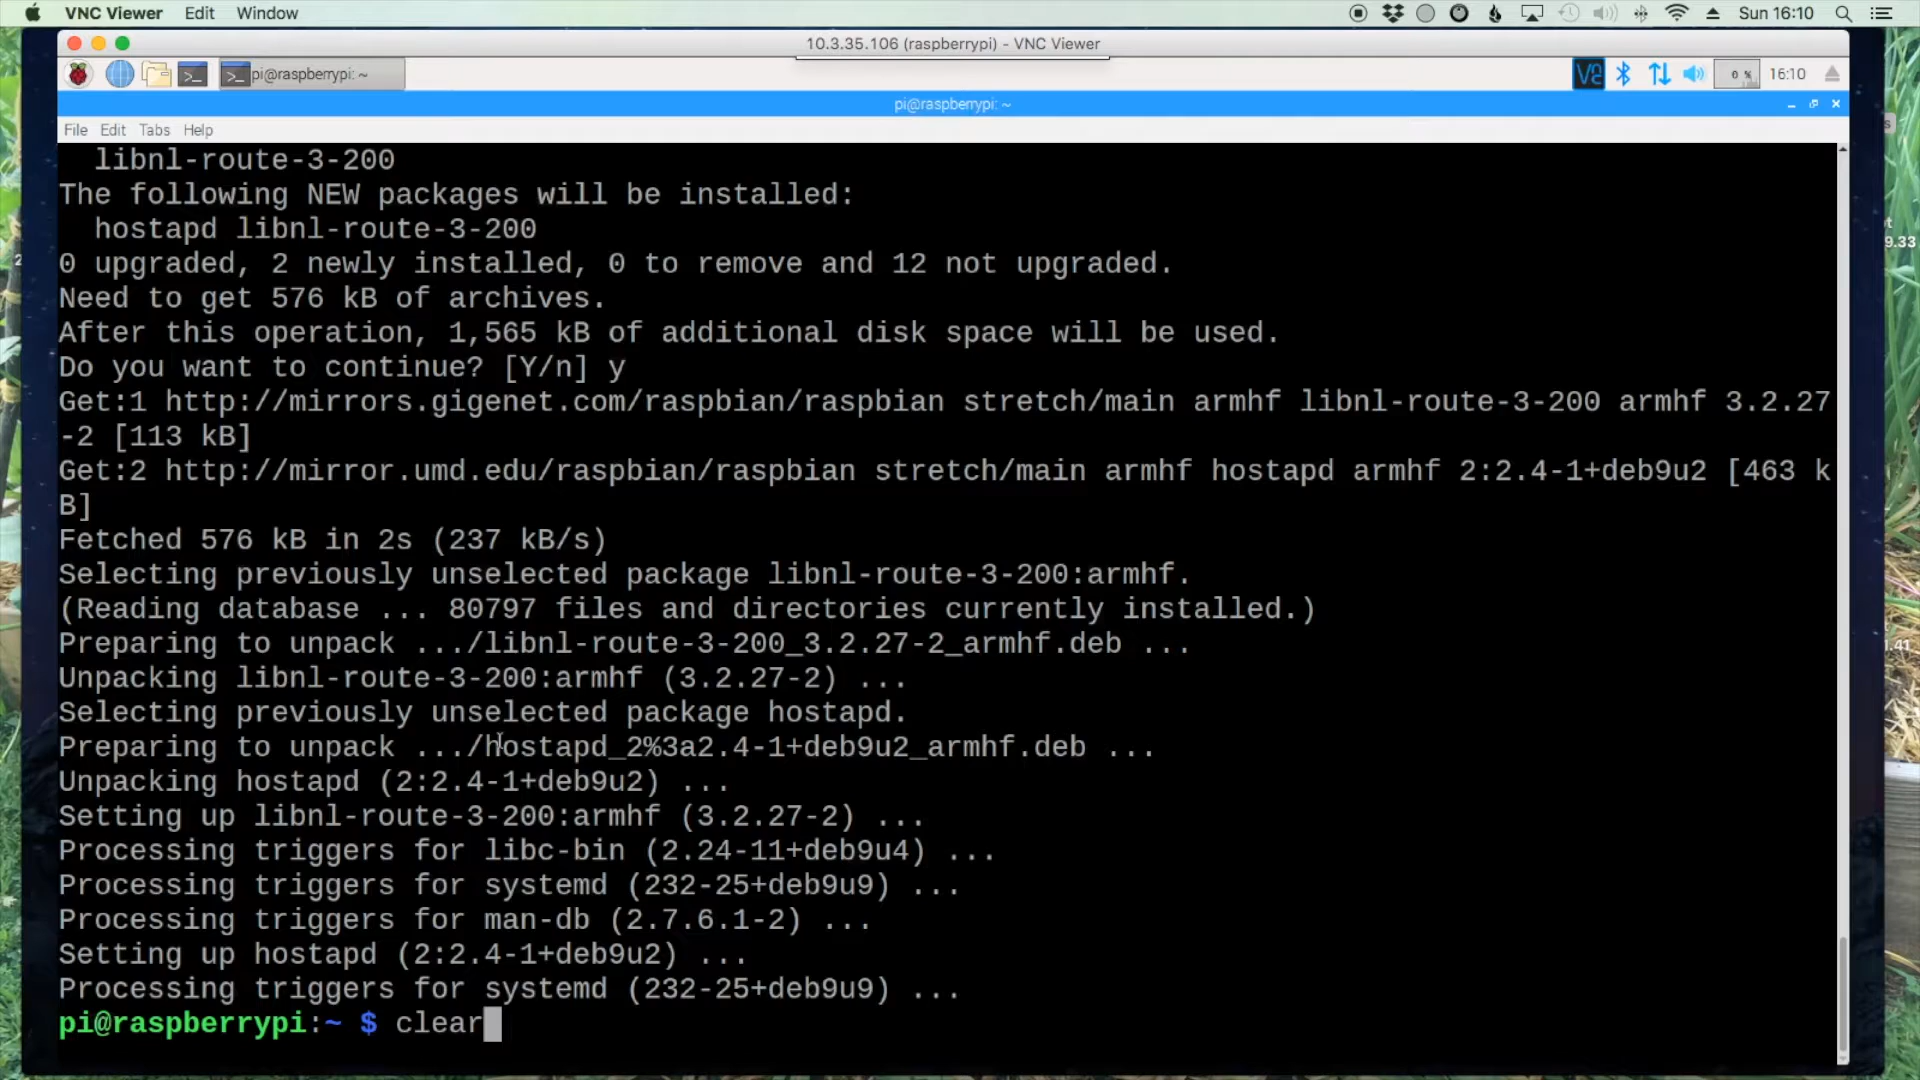 VNC Viewer Edit Window Sun 16:10
10.3.35.106 (raspberrypi) - VNC Viewer
pi@raspberrypi: ~ 0 % 16:10
pi@raspberrypi: ~
File Edit Tabs Help
libnl-route-3-200
The following NEW packages will be installed:
hostapd libnl-route-3-200
0 upgraded, 2 newly installed, 0 to remove and 12 not upgraded.
Need to get 576 kB of archives.
After this operation, 1,565 kB of additional disk space will be used.
Do you want to continue? [Y/n] y
Get:1 http://mirrors.gigenet.com/raspbian/raspbian stretch/main armhf libnl-route-3-200 armhf 3.2.27
-2 [113 kB]
Get:2 http://mirror.umd.edu/raspbian/raspbian stretch/main armhf hostapd armhf 2:2.4-1+deb9u2 [463 k
B]
Fetched 576 kB in 2s (237 kB/s)
Selecting previously unselected package libnl-route-3-200:armhf.
(Reading database ... 80797 files and directories currently installed.)
Preparing to unpack .../libnl-route-3-200_3.2.27-2_armhf.deb ...
Unpacking libnl-route-3-200:armhf (3.2.27-2) ...
Selecting previously unselected package hostapd.
Preparing to unpack .../hostapd_2%3a2.4-1+deb9u2_armhf.deb ...
Unpacking hostapd (2:2.4-1+deb9u2) ...
Setting up libnl-route-3-200:armhf (3.2.27-2) ...
Processing triggers for libc-bin (2.24-11+deb9u4) ...
Processing triggers for systemd (232-25+deb9u9) ...
Processing triggers for man-db (2.7.6.1-2) ...
Setting up hostapd (2:2.4-1+deb9u2) ...
Processing triggers for systemd (232-25+deb9u9) ...
pi@raspberrypi:~ $ clear